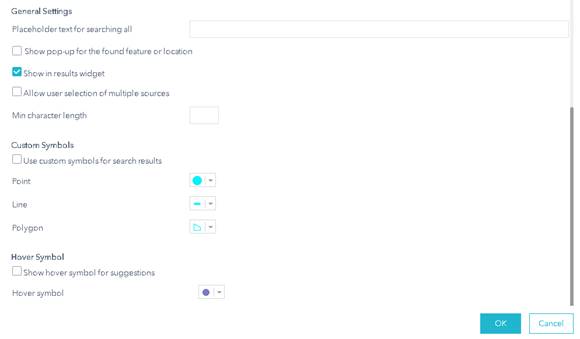 General Settings
Placeholder text for searching all
Show pop-up for the found feature or location
Show in results widget
Allow user selection of multiple sources
Min character length
Custom Symbols
Use custom symbols for search results
Point
Line
Polygon
Hover Symbol
Show hover symbol for suggestions
Hover symbol
OK Cancel